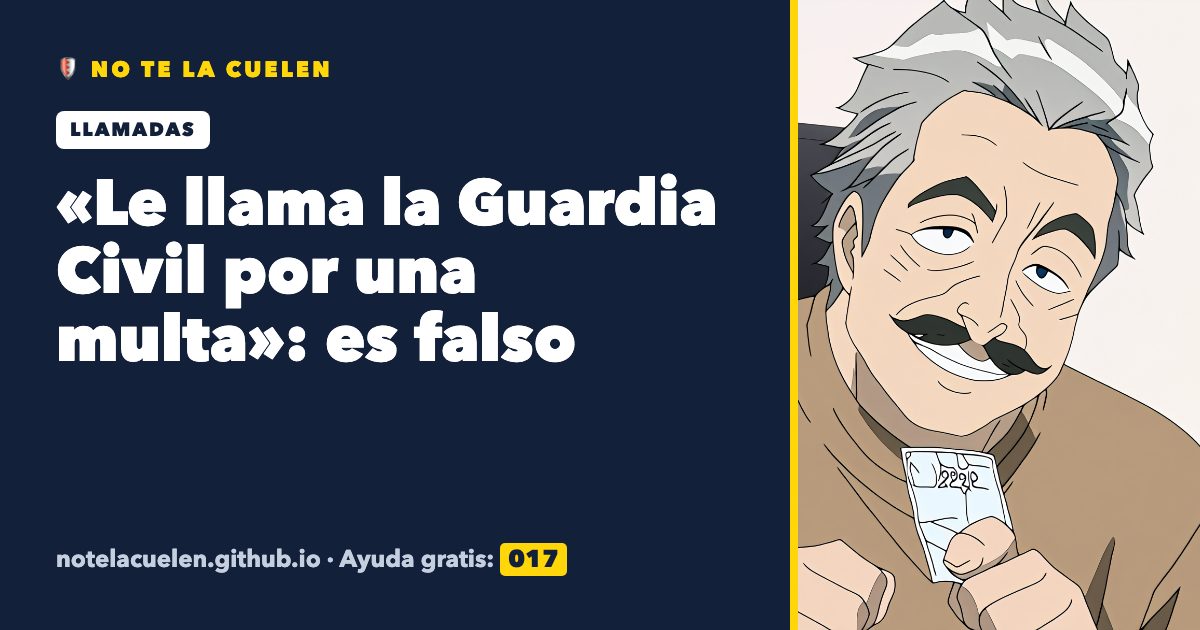 NO TE LA CUELEN
LLAMADAS
«Le llama la Guardia
Civil por una
multa»: es falso
notelacuelen.github.io · Ayuda gratis: 017